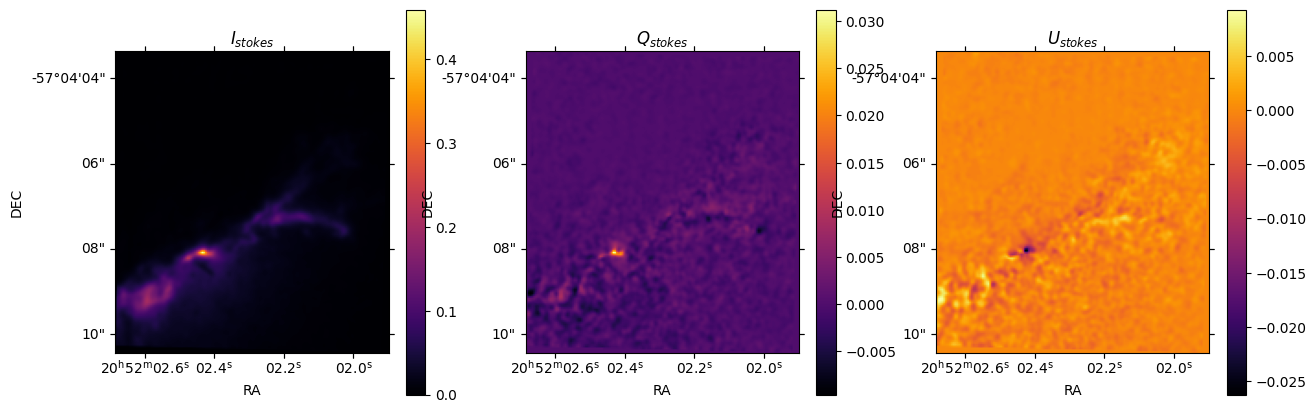 I_stokes
-57°04'04"
06"
08"
10"
DEC
20h52m02.6s 02.4s 02.2s 02.0s
RA
0.4
0.3
0.2
0.1
0.0
Q_stokes
-57°04'04"
06"
08"
10"
DEC
20h52m02.6s 02.4s 02.2s 02.0s
RA
0.030
0.025
0.020
0.015
0.010
0.005
0.000
−0.005
U_stokes
-57°04'04"
06"
08"
10"
DEC
20h52m02.6s 02.4s 02.2s 02.0s
RA
0.005
0.000
−0.005
−0.010
−0.015
−0.020
−0.025